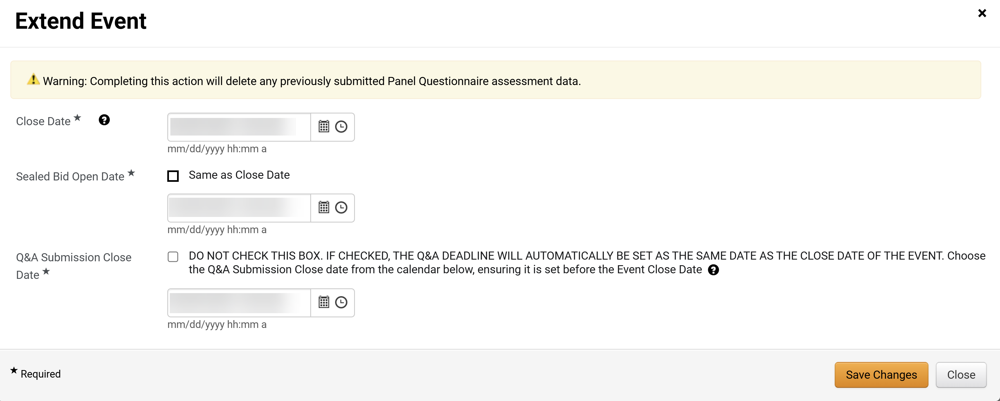 Extend Event
Warning: Completing this action will delete any previously submitted Panel Questionnaire assessment data.
Close Date ★
mm/dd/yyyy hh:mm a
Sealed Bid Open Date ★
Same as Close Date
mm/dd/yyyy hh:mm a
Q&A Submission Close
Date ★
DO NOT CHECK THIS BOX. IF CHECKED, THE Q&A DEADLINE WILL AUTOMATICALLY BE SET AS THE SAME DATE AS THE CLOSE DATE OF THE EVENT. Choose
the Q&A Submission Close date from the calendar below, ensuring it is set before the Event Close Date
mm/dd/yyyy hh:mm a
★ Required
Save Changes
Close